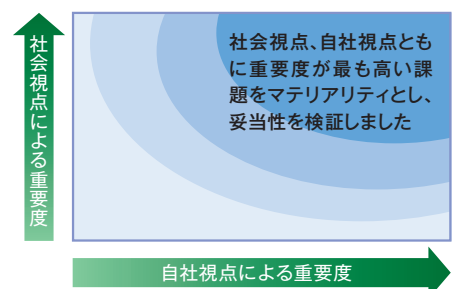 社会視点による重要度
社会視点、自社視点ともに
に重要度が最も高い課
題をマテリアリティとし、
妥当性を検証しました
自社視点による重要度